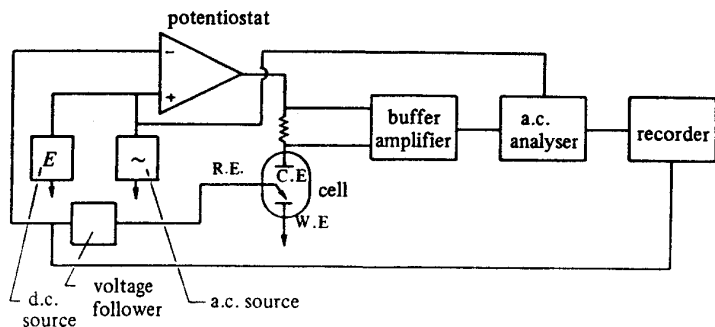 potentiostat
−
+
E
~
R.E.
C.E
cell
W.E
buffer
amplifier
a.c.
analyser
recorder
d.c.
source
voltage
follower
a.c. source